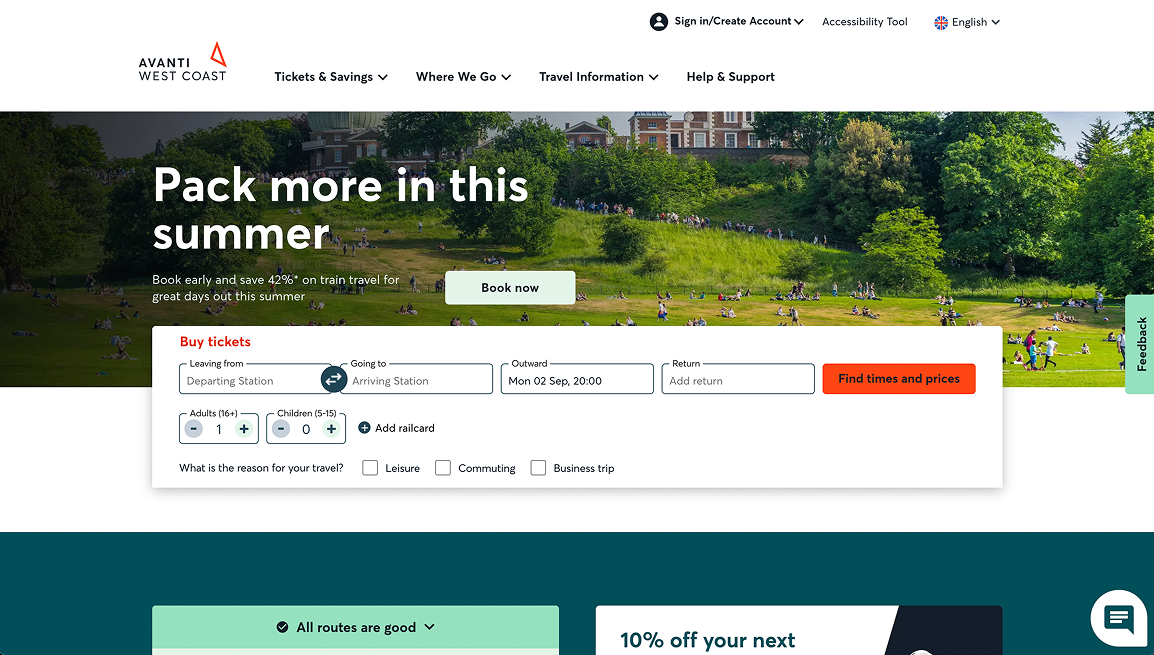 Sign in/Create Account
Accessibility Tool
English
AVANTI
WEST COAST
Tickets & Savings
Where We Go
Travel Information
Help & Support
Pack more in this
summer
Book early and save 42%* on train travel for
great days out this summer
Book now
Feedback
Buy tickets
Leaving from
Departing Station
Going to
Arriving Station
Outward
Mon 02 Sep, 20:00
Return
Add return
Find times and prices
Adults (16+)
- 1 +
Children (5-15)
- 0 +
Add railcard
What is the reason for your travel?
Leisure
Commuting
Business trip
All routes are good
10% off your next